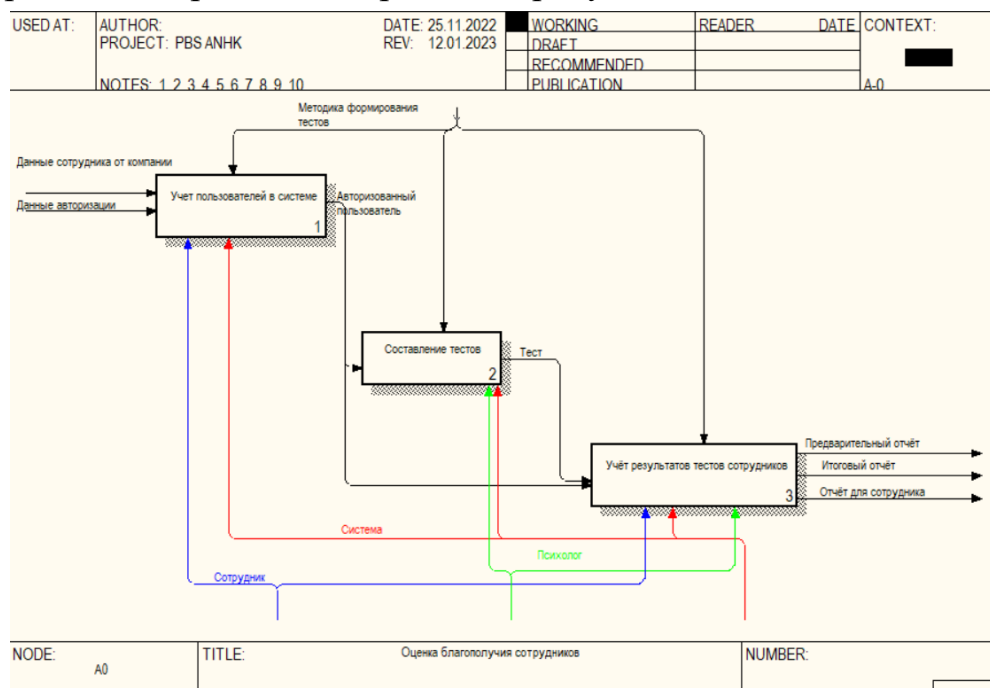 USED AT:
AUTHOR:
DATE: 25.11.2022
WORKING
READER
DATE
CONTEXT:
PROJECT: PBS ANHK
REV: 12.01.2023
DRAFT
RECOMMENDED
NOTES: 1 2 3 4 5 6 7 8 9 10
PUBLICATION
A-0
Методика формирования
тестов
Данные сотрудника от компании
Данные авторизации
Учет пользователей в системе
1
Авторизованный
пользователь
Составление тестов
2
Тест
Учёт результатов тестов сотрудников
3
Предварительный отчёт
Итоговый отчёт
Отчёт для сотрудника
Система
Психолог
Сотрудник
NODE:
A0
TITLE:
Оценка благополучия сотрудников
NUMBER: